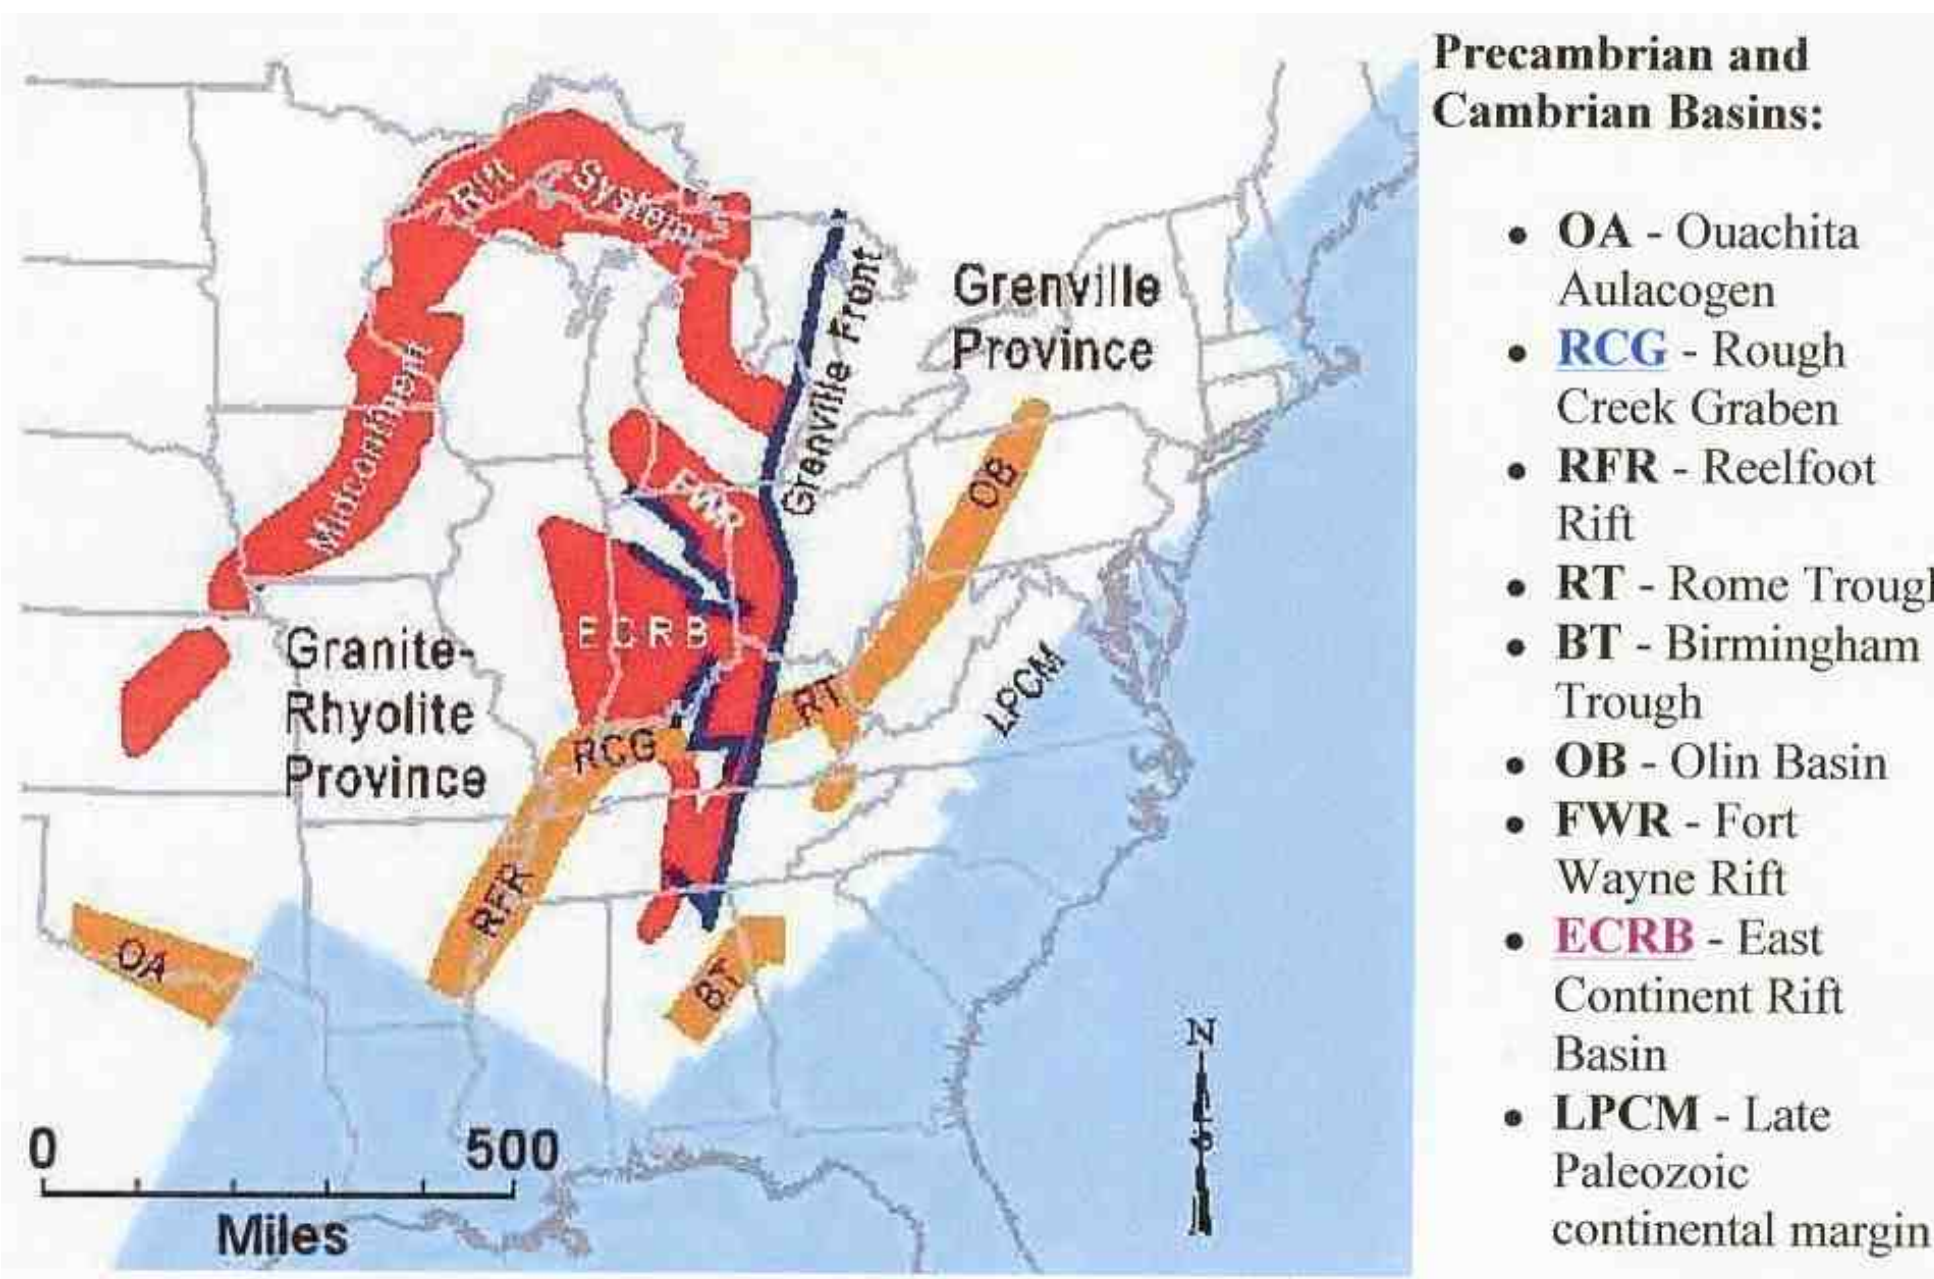 Precambrian and
Cambrian Basins:
• OA - Ouachita
Aulacogen
• RCG - Rough
Creek Graben
• RFR - Reelfoot
Rift
• RT - Rome Trough
• BT - Birmingham
Trough
• OB - Olin Basin
• FWR - Fort
Wayne Rift
• ECRB - East
Continent Rift
Basin
• LPCM - Late
Paleozoic
continental margin
Midcontinent
Rift
System
Grenville Front
Grenville
Province
OB
FWR
ECRB
Granite-
Rhyolite
Province
LPCM
RT
RCG
RFR
OA
BT
N
0
500
Miles